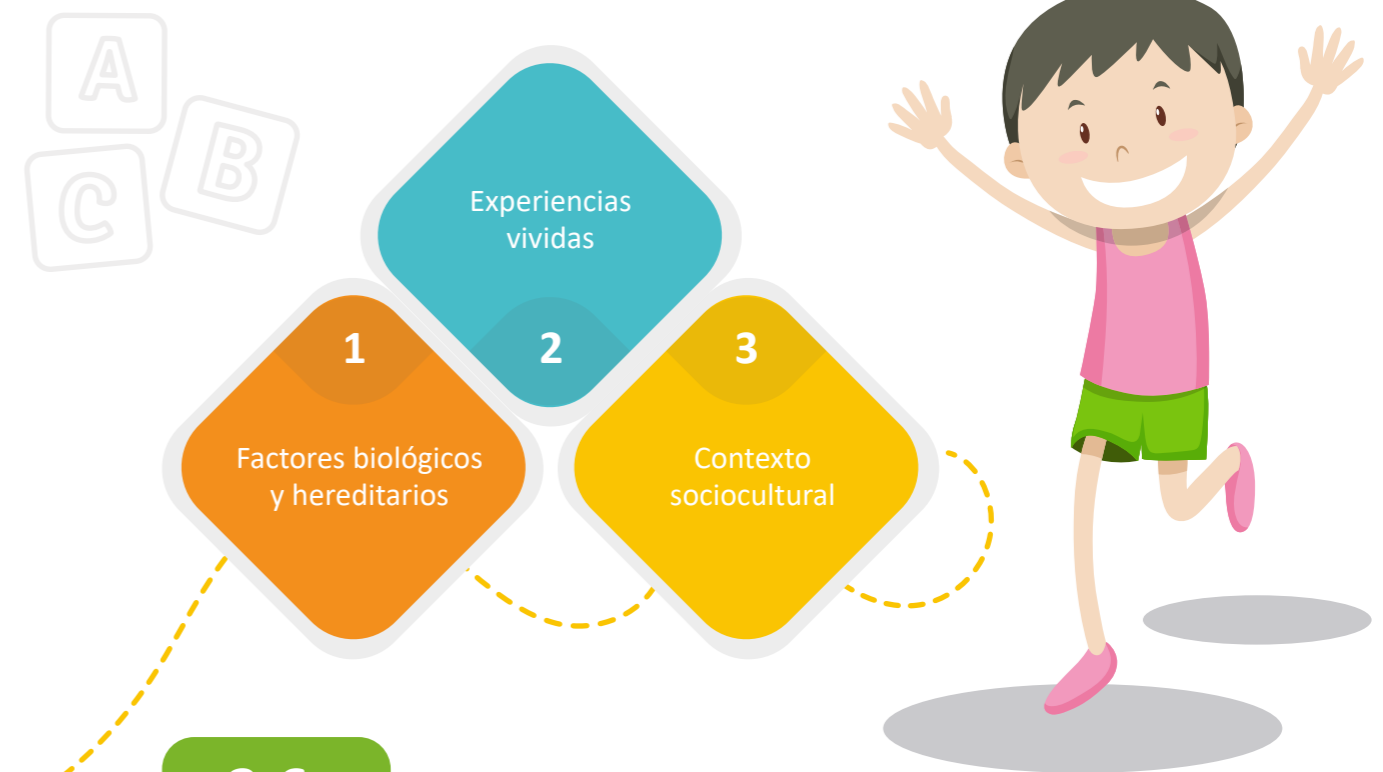 A
B
C
Experiencias
vividas
1
2
3
Factores biológicos
y hereditarios
Contexto
sociocultural